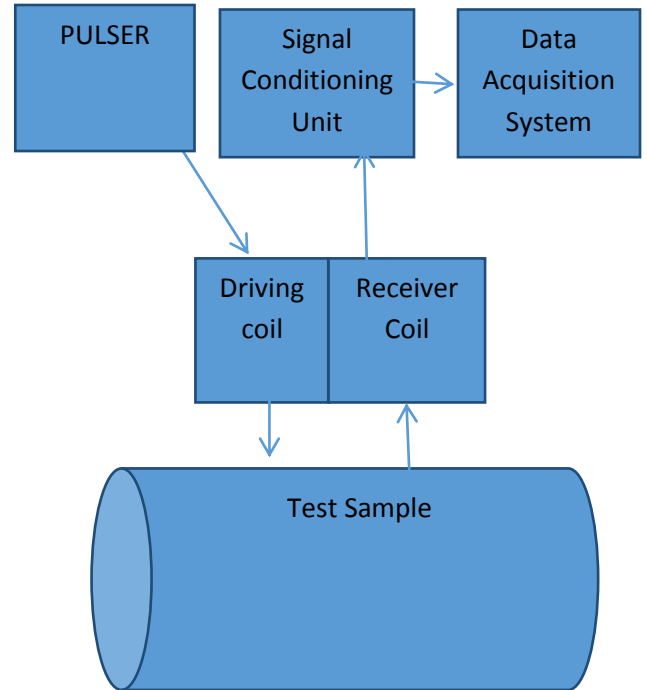 PULSER
Signal
Conditioning
Unit
Data
Acquisition
System
Driving
coil
Receiver
Coil
Test Sample